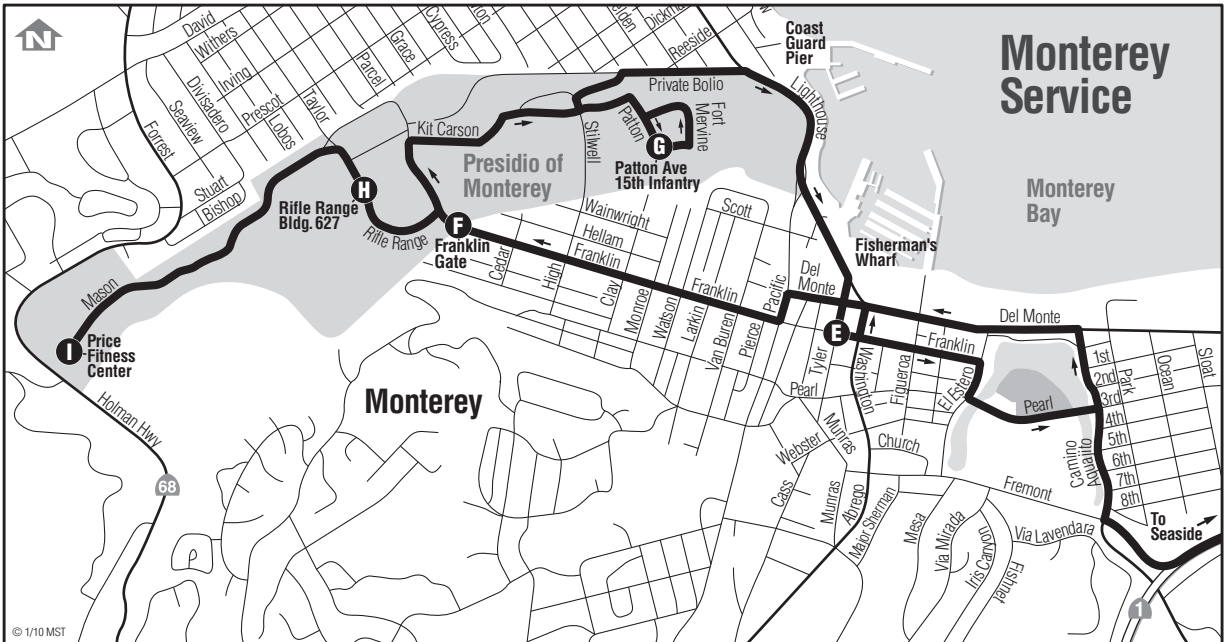 N
Monterey
Service
Coast
Guard
Pier
Monterey
Bay
Fisherman's
Wharf
Lighthouse
David
Withers
Irving
Prescot
Lobos
Taylor
Divisadero
Seaview
Forrest
Stuart
Bishop
Parcel
Grace
Cypress
Reeside
Private Bolio
Kit Carson
Stilwell
Patton
Fort
Mervine
G
Patton Ave
15th Infantry
Presidio of
Monterey
H
Rifle Range
Bldg. 627
Rifle Range
F
Franklin
Gate
Mason
I
Price
Fitness
Center
Holman Hwy
68
Monterey
Wainwright
Hellam
Franklin
Scott
Cedar
High
Clay
Monroe
Watson
Larkin
Franklin
Van Buren
Pierce
Pacific
Del
Monte
E
Tyler
Washington
Pearl
Franklin
Figueroa
El Estero
Del Monte
Pearl
1st
2nd
3rd
4th
5th
6th
7th
8th
Park
Ocean
Sloat
Camino
Aguajito
Webster
Munras
Church
Cass
Munras
Abrego
Major Sherman
Mesa
Via Mirada
Iris Canyon
Fishnet
Fremont
Via Lavendara
To
Seaside
1
© 1/10 MST